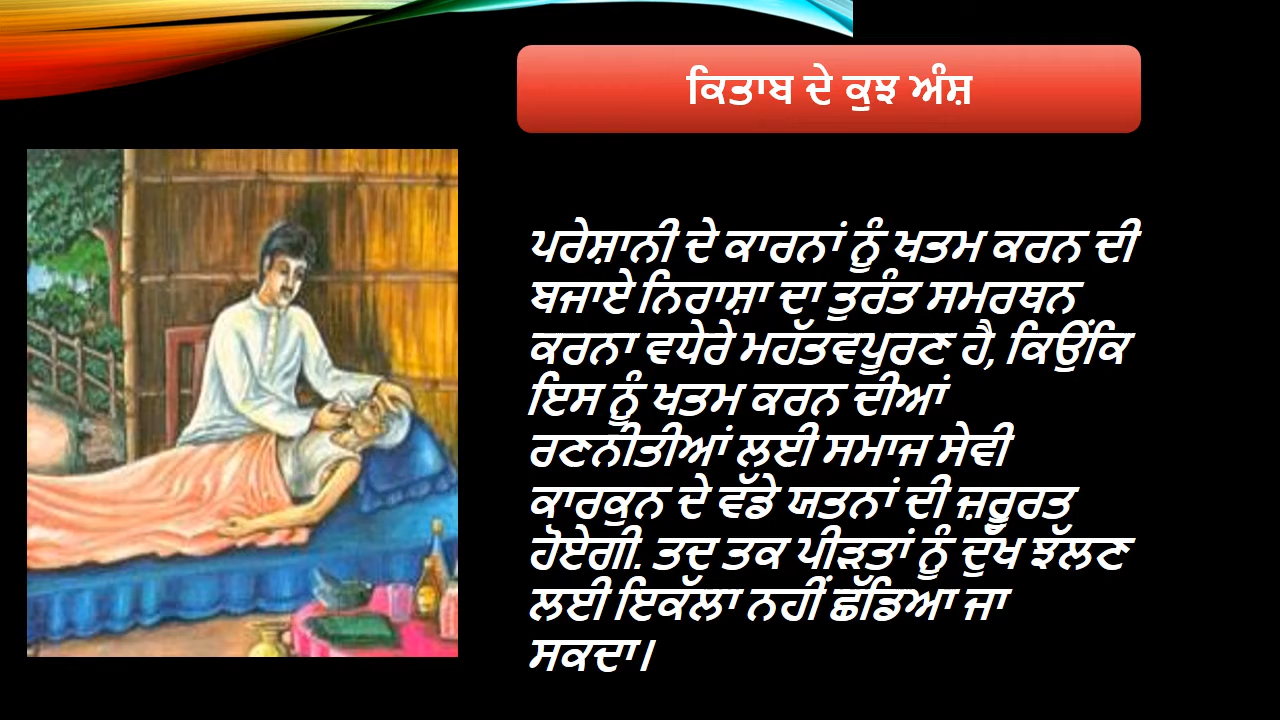 ਕਿਤਾਬ ਦੇ ਕੁਝ ਅੰਸ਼
ਪਰੇਸ਼ਾਨੀ ਦੇ ਕਾਰਨਾਂ ਨੂੰ ਖਤਮ ਕਰਨ ਦੀ
ਬਜਾਏ ਨਿਰਾਸ਼ਾ ਦਾ ਤੁਰੰਤ ਸਮਰਥਨ
ਕਰਨਾ ਵਧੇਰੇ ਮਹੱਤਵਪੂਰਣ ਹੈ, ਕਿਉਂਕਿ
ਇਸ ਨੂੰ ਖਤਮ ਕਰਨ ਦੀਆਂ
ਰਣਨੀਤੀਆਂ ਲਈ ਸਮਾਜ ਸੇਵੀ
ਕਾਰਕੁਨ ਦੇ ਵੱਡੇ ਯਤਨਾਂ ਦੀ ਜ਼ਰੂਰਤ
ਹੋਏਗੀ. ਤਦ ਤਕ ਪੀੜਤਾਂ ਨੂੰ ਦੁੱਖ ਝੱਲਣ
ਲਈ ਇਕੱਲਾ ਨਹੀਂ ਛੱਡਿਆ ਜਾ
ਸਕਦਾ।